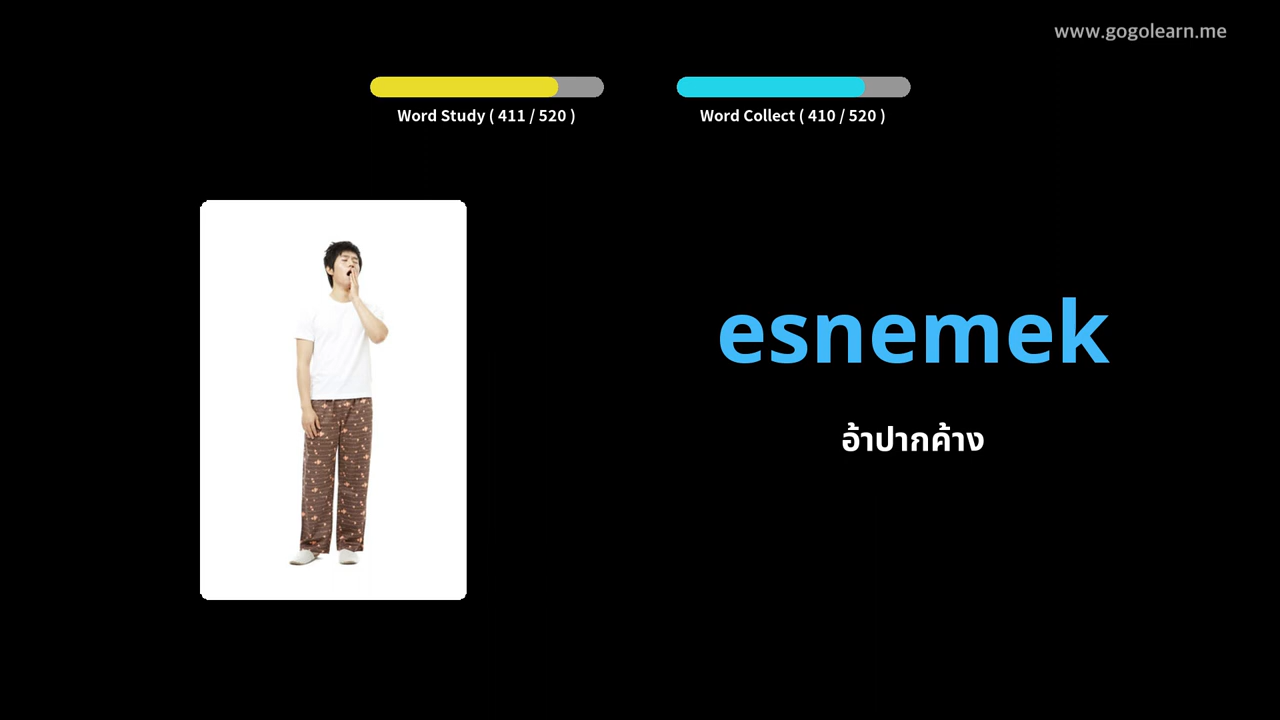 www.gogolearn.me
Word Study ( 411 / 520 )
Word Collect ( 410 / 520 )
esnemek
อ้าปากค้าง